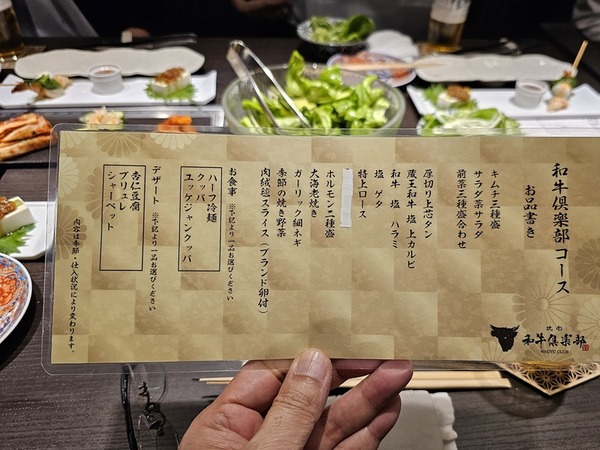 和牛倶楽部 コース
お品書き
キムチ三種盛
サラダ菜サラダ
前菜三種盛合わせ
厚切り上芯タン
蔵王和牛 塩 上カルビ
和牛 塩 ハラミ
塩 ゲタ
特上ロース
ホルモン二種盛
大海老焼き
ガーリック細ネギ
季節の焼き野菜
肉絨毯スライス（ブランド卵付）
お食事 ※下記より一品お選びください
ハーフ冷麺
クッパ
ユッケジャンクッパ
デザート ※下記より一品お選びください
杏仁豆腐
ブリュレ
シャーベット
内容は季節・仕入状況により変わります。
焼肉
和牛倶楽部
WAGYU CLUB